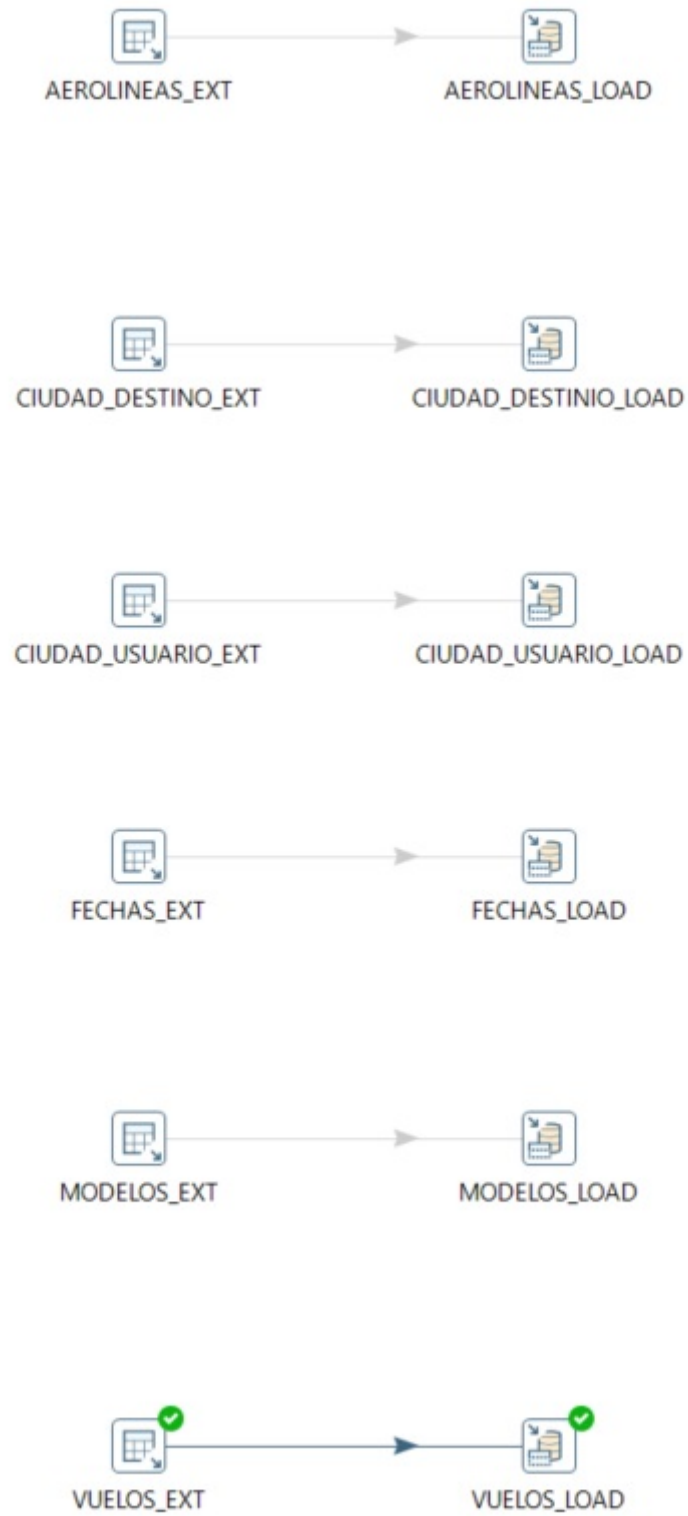 AEROLINEAS_EXT AEROLINEAS_LOAD
CIUDAD_DESTINO_EXT CIUDAD_DESTINIO_LOAD
CIUDAD_USUARIO_EXT CIUDAD_USUARIO_LOAD
FECHAS_EXT FECHAS_LOAD
MODELOS_EXT MODELOS_LOAD
VUELOS_EXT VUELOS_LOAD